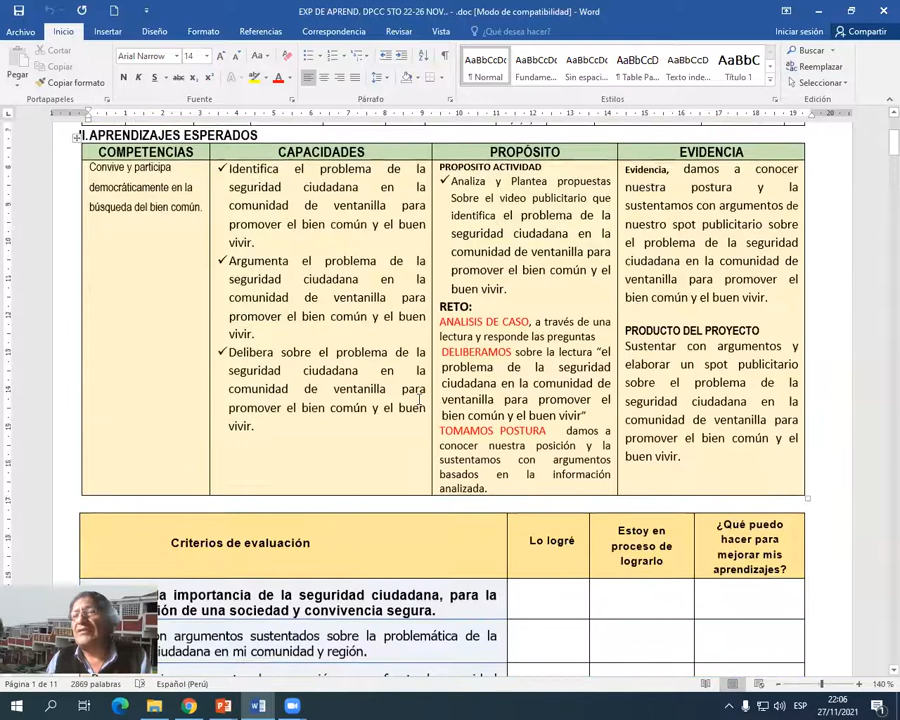 EXP DE APREND. DPCC 5TO 22-26 NOV.. - .doc [Modo de compatibilidad] - Word
Archivo Inicio Insertar Diseño Formato Referencias Correspondencia Revisar Vista ¿Qué desea hacer? Iniciar sesión Compartir
Pegar
Cortar
Copiar
Copiar formato
Portapapeles
Arial Narrow 14
Fuente
Párrafo
AaBbCcDc AaBbCcDc AaBbCcDc AaBbCcDc AaBbCcDc AaBbC
¶ Normal Fundame... Sin espaci... ¶ Table Pa... Texto inde... Título 1
Estilos
Buscar
Reemplazar
Seleccionar
Edición
II. APRENDIZAJES ESPERADOS
COMPETENCIAS
Convive y participa
democráticamente en la
búsqueda del bien común.
CAPACIDADES
✓ Identifica el problema de la
seguridad ciudadana en la
comunidad de ventanilla para
promover el bien común y el buen
vivir.
✓ Argumenta el problema de la
seguridad ciudadana en la
comunidad de ventanilla para
promover el bien común y el buen
vivir.
✓ Delibera sobre el problema de la
seguridad ciudadana en la
comunidad de ventanilla para
promover el bien común y el buen
vivir.
PROPÓSITO
PROPOSITO ACTIVIDAD
✓ Analiza y Plantea propuestas
Sobre el video publicitario que
identifica el problema de la
seguridad ciudadana en la
comunidad de ventanilla para
promover el bien común y el
buen vivir.
RETO:
ANALISIS DE CASO, a través de una
lectura y responde las preguntas
DELIBERAMOS sobre la lectura “el
problema de la seguridad
ciudadana en la comunidad de
ventanilla para promover el
bien común y el buen vivir”
TOMAMOS POSTURA damos a
conocer nuestra posición y la
sustentamos con argumentos
basados en la información
analizada.
EVIDENCIA
Evidencia, damos a conocer
nuestra postura y la
sustentamos con argumentos de
nuestro spot publicitario sobre
el problema de la seguridad
ciudadana en la comunidad de
ventanilla para promover el
bien común y el buen vivir.
PRODUCTO DEL PROYECTO
Sustentar con argumentos y
elaborar un spot publicitario
sobre el problema de la
seguridad ciudadana en la
comunidad de ventanilla para
promover el bien común y el
buen vivir.
Criterios de evaluación
Lo logré
Estoy en
proceso de
lograrlo
¿Qué puedo
hacer para
mejorar mis
aprendizajes?
la importancia de la seguridad ciudadana, para la
ión de una sociedad y convivencia segura.
on argumentos sustentados sobre la problemática de la
iudadana en mi comunidad y región.
Página 1 de 11 2869 palabras Español (Perú) 140 %
ESP
22:06
27/11/2021